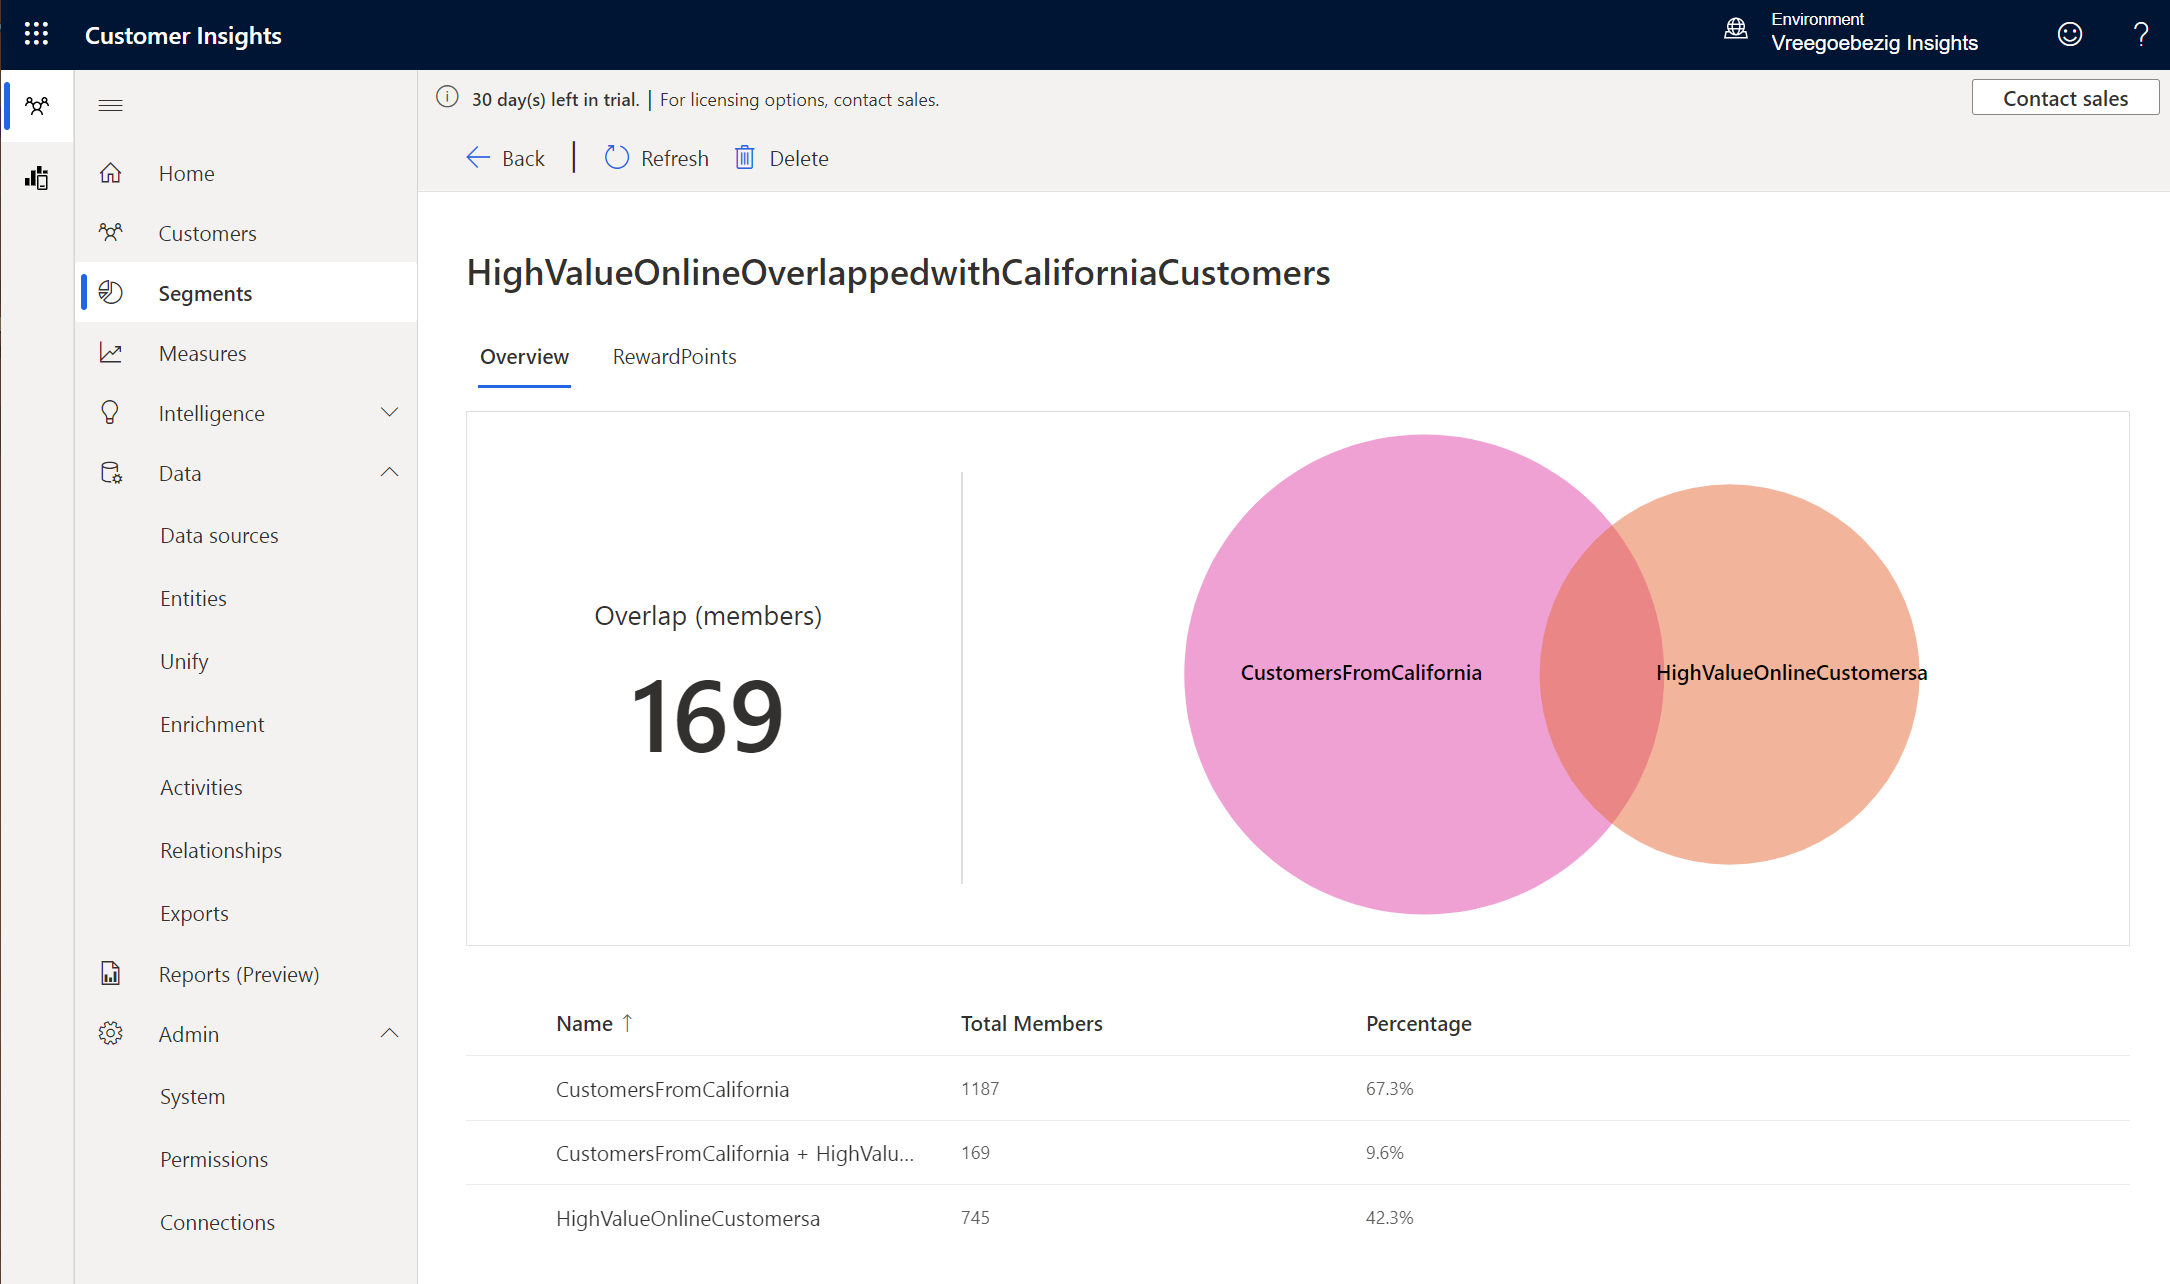 Customer Insights
Environment
Vreegoebezig Insights
?
30 day(s) left in trial. | For licensing options, contact sales.
Contact sales
Back
Refresh
Delete
Home
Customers
Segments
Measures
Intelligence
Data
Data sources
Entities
Unify
Enrichment
Activities
Relationships
Exports
Reports (Preview)
Admin
System
Permissions
Connections
HighValueOnlineOverlappedwithCaliforniaCustomers
Overview RewardPoints
Overlap (members)
169
CustomersFromCalifornia
HighValueOnlineCustomersa
Name ↑ Total Members Percentage
CustomersFromCalifornia 1187 67.3%
CustomersFromCalifornia + HighValu... 169 9.6%
HighValueOnlineCustomersa 745 42.3%